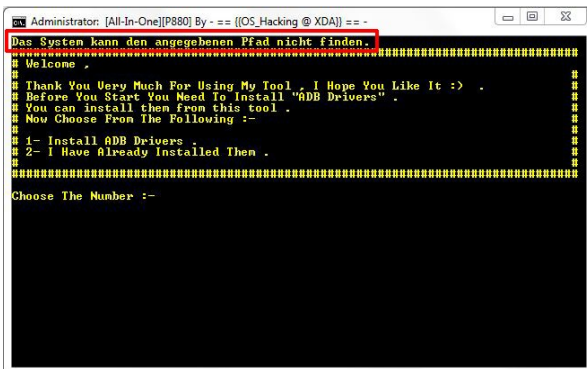 Administrator: [All-In-One][P880] By - == {{OS_Hacking @ XDA}} == -
Das System kann den angegebenen Pfad nicht finden.
################################################################################
# Welcome ,
#
# Thank You Very Much For Using My Tool , I Hope You Like It :) . #
# Before You Start You Need To Install "ADB Drivers" . #
# You can install them from this tool . #
# Now Choose From The Following :- #
# #
# 1- Install ADB Drivers . #
# 2- I Have Already Installed Them . #
# #
################################################################################
Choose The Number :-